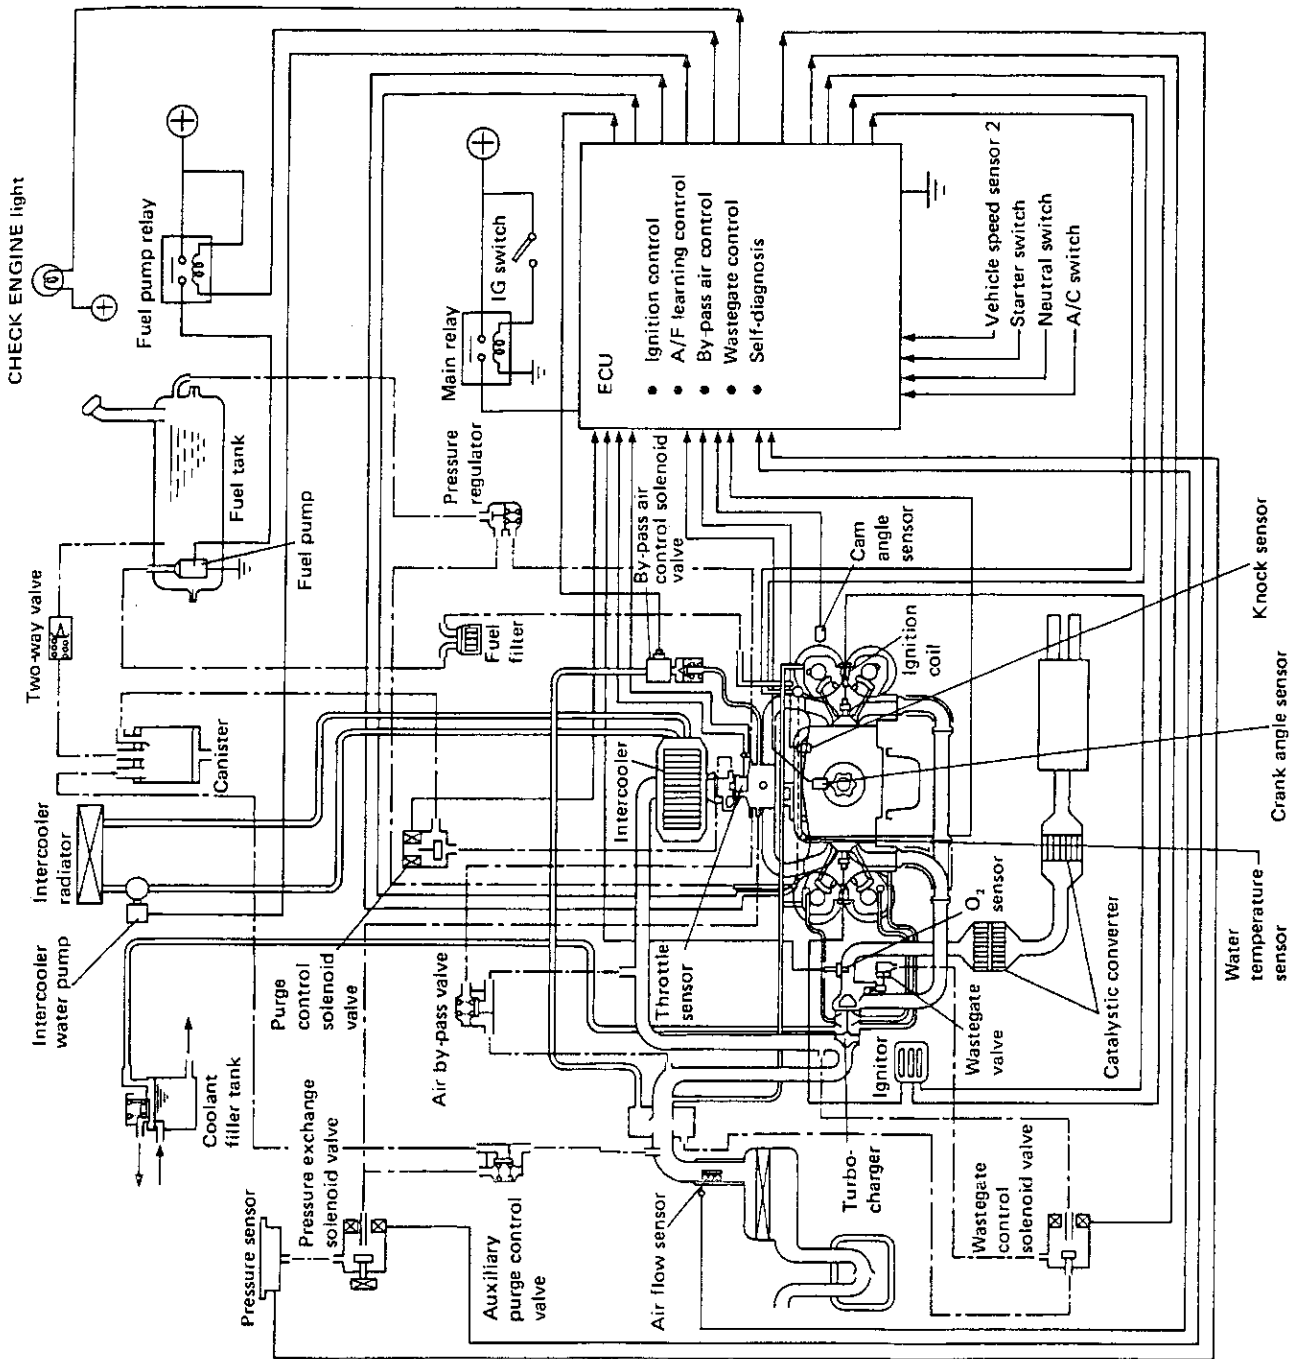 CHECK ENGINE light
Fuel pump relay
Fuel tank
Fuel pump
Two-way valve
Canister
Intercooler
radiator
Intercooler
water pump
Coolant
filler tank
Purge
control
solenoid
valve
Pressure exchange
solenoid valve
Pressure sensor
Auxiliary
purge control
valve
Air by-pass valve
Main relay
IG switch
Pressure
regulator
By-pass air
control solenoid
valve
Fuel
filter
Intercooler
Throttle
sensor
Air flow sensor
ECU
● Ignition control
● A/F learning control
● By-pass air control
● Wastegate control
● Self-diagnosis
Vehicle speed sensor 2
Starter switch
Neutral switch
A/C switch
Cam
angle
sensor
Ignition
coil
O2
sensor
Wastegate
valve
Ignitor
Turbo-
charger
Wastegate
control
solenoid valve
Catalytic converter
Knock sensor
Crank angle sensor
Water
temperature
sensor